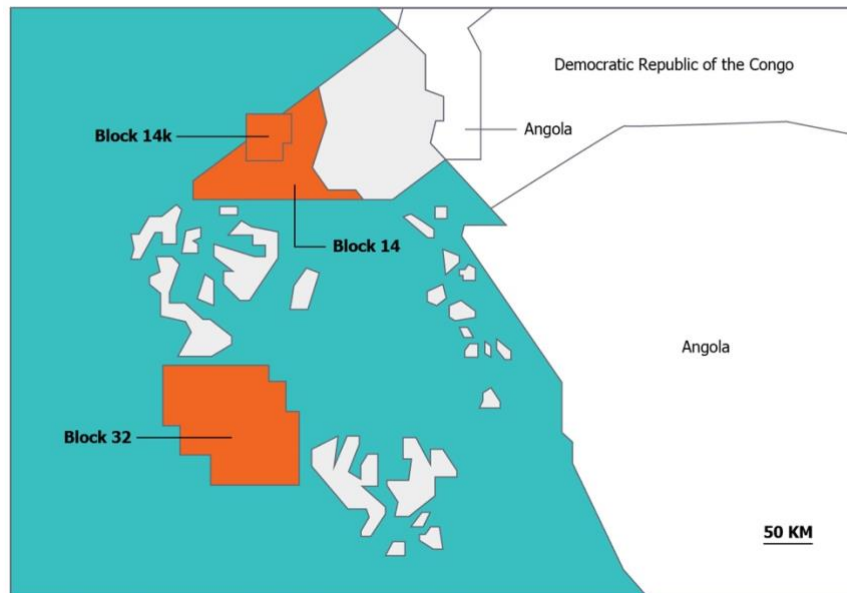 Democratic Republic of the Congo
Block 14k
Angola
Block 14
Angola
Block 32
50 KM